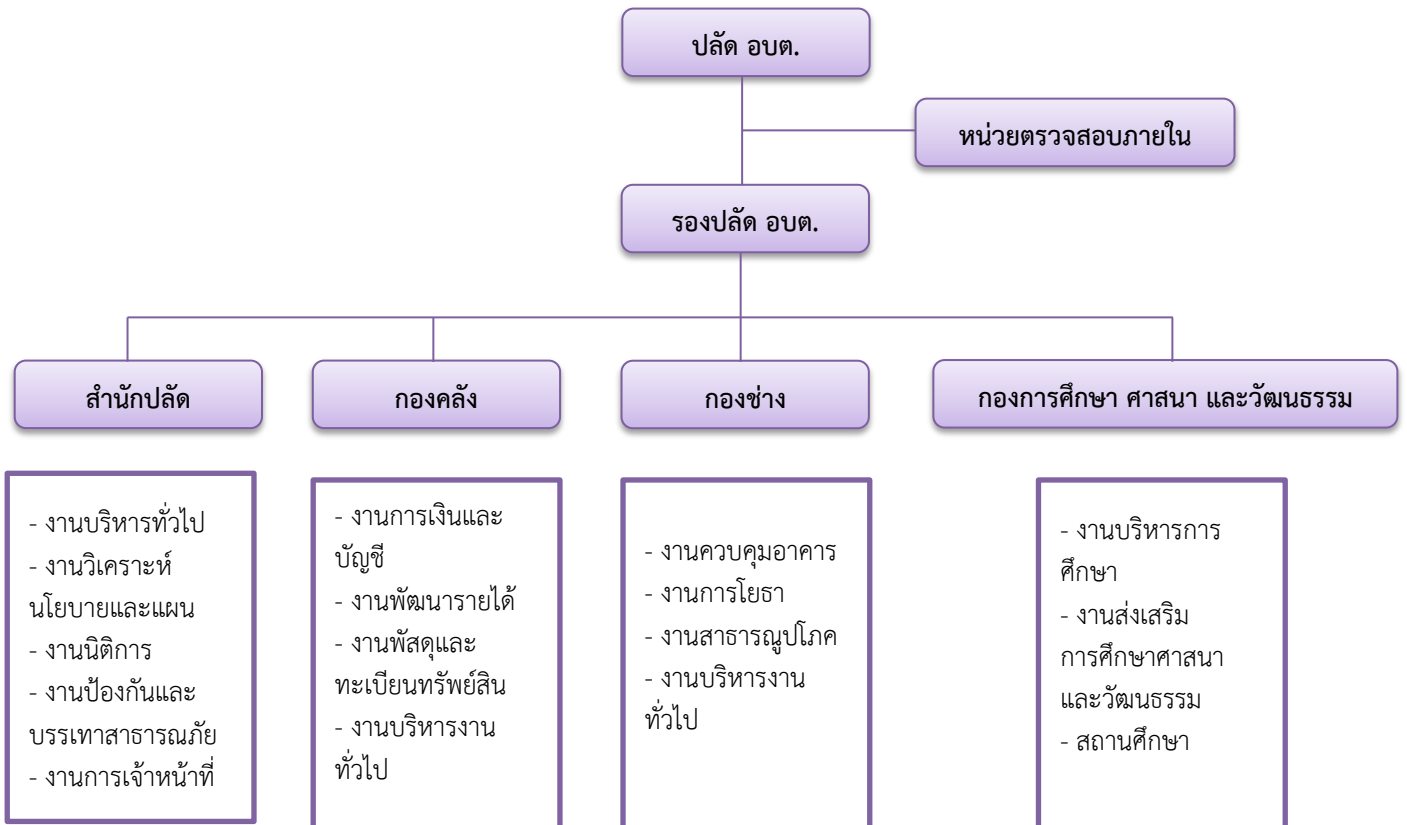 ปลัด อบต.
หน่วยตรวจสอบภายใน
รองปลัด อบต.
สำนักปลัด
กองคลัง
กองช่าง
กองการศึกษา ศาสนา และวัฒนธรรม
- งานบริหารทั่วไป
- งานวิเคราะห์
นโยบายและแผน
- งานนิติการ
- งานป้องกันและ
บรรเทาสาธารณภัย
- งานการเจ้าหน้าที่
- งานการเงินและ
บัญชี
- งานพัฒนารายได้
- งานพัสดุและ
ทะเบียนทรัพย์สิน
- งานบริหารงาน
ทั่วไป
- งานควบคุมอาคาร
- งานการโยธา
- งานสาธารณูปโภค
- งานบริหารงาน
ทั่วไป
- งานบริหารการ
ศึกษา
- งานส่งเสริม
การศึกษาศาสนา
และวัฒนธรรม
- สถานศึกษา